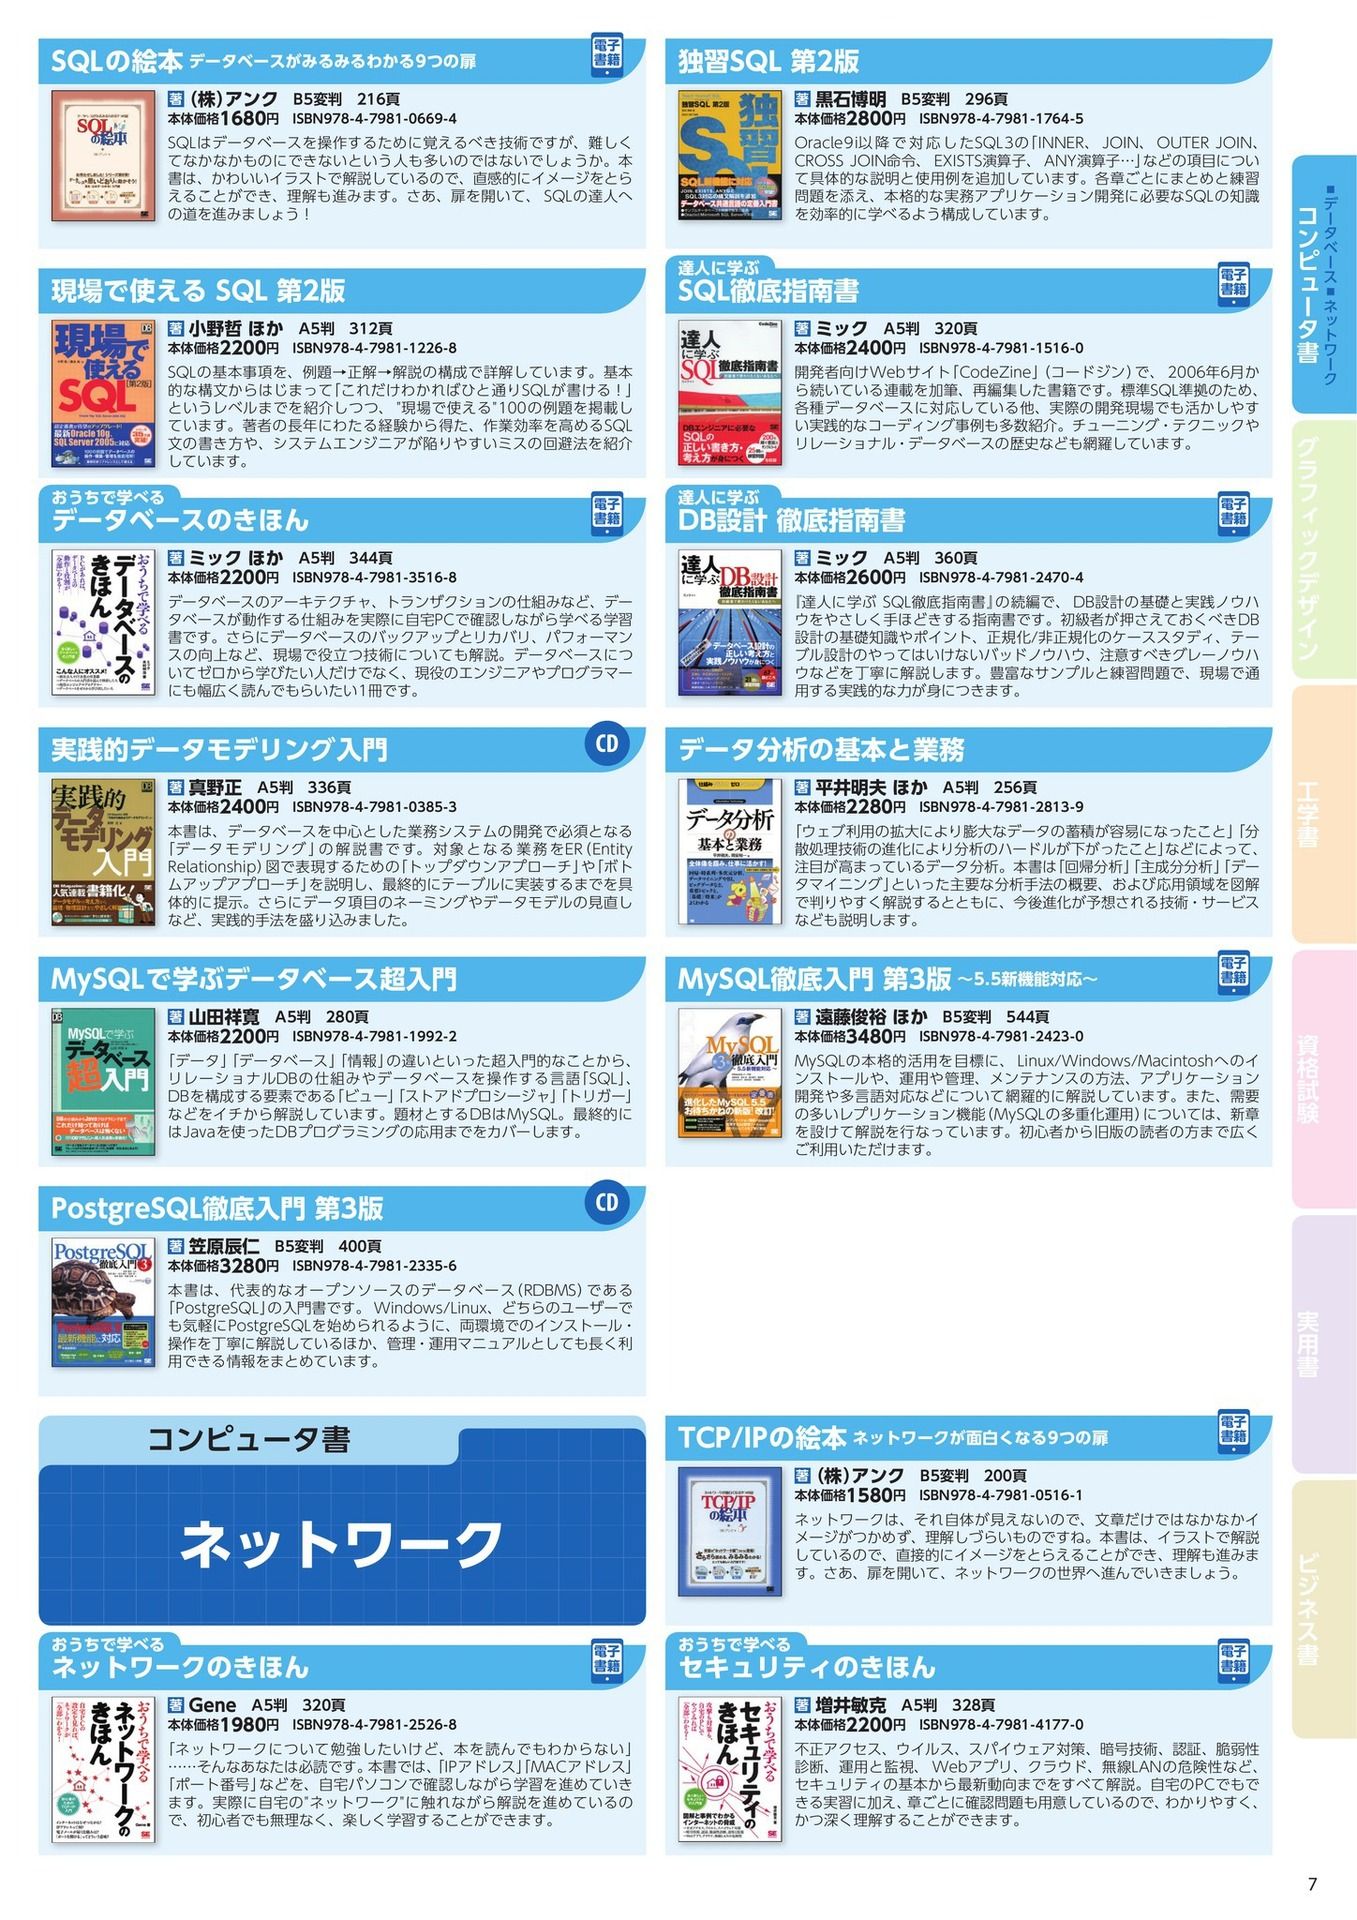 SQLの絵本 データベースがみるみるわかる9つの扉
電子書籍
著 (株)アンク B5変判 216頁
本体価格1680円 ISBN978-4-7981-0669-4
SQLはデータベースを操作するために覚えるべき技術ですが、難しく
てなかなかものにできないという人も多いのではないでしょうか。本
書は、かわいいイラストで解説しているので、直感的にイメージをとら
えることができ、理解も進みます。さあ、扉を開いて、SQLの達人へ
の道を進みましょう！
独習SQL 第2版
著 黒石博明 B5変判 296頁
本体価格2800円 ISBN978-4-7981-1764-5
Oracle9i以降で対応したSQL3の「INNER、JOIN、OUTER JOIN、
CROSS JOIN命令、EXISTS演算子、ANY演算子…」などの項目につい
て具体的な説明と使用例を追加しています。各章ごとにまとめと練習
問題を添え、本格的な実務アプリケーション開発に必要なSQLの知識
を効率的に学べるよう構成しています。
現場で使える SQL 第2版
著 小野哲 ほか A5判 312頁
本体価格2200円 ISBN978-4-7981-1226-8
SQLの基本事項を、例題→正解→解説の構成で詳解しています。基本
的な構文からはじまって「これだけわかればひと通りSQLが書ける！」
というレベルまでを紹介しつつ、"現場で使える"100の例題を掲載し
ています。著者の長年にわたる経験から得た、作業効率を高めるSQL
文の書き方や、システムエンジニアが陥りやすいミスの回避法を紹介
しています。
達人に学ぶ
SQL徹底指南書
電子書籍
著 ミック A5判 320頁
本体価格2400円 ISBN978-4-7981-1516-0
開発者向けWebサイト「CodeZine」(コードジン)で、2006年6月か
ら続いている連載を加筆、再編集した書籍です。標準SQL準拠のため、
各種データベースに対応している他、実際の開発現場でも活かしやす
い実践的なコーディング事例も多数紹介。チューニング・テクニックや
リレーショナル・データベースの歴史なども網羅しています。
おうちで学べる
データベースのきほん
電子書籍
著 ミック ほか A5判 344頁
本体価格2200円 ISBN978-4-7981-3516-8
データベースのアーキテクチャ、トランザクションの仕組みなど、デー
タベースが動作する仕組みを実際に自宅PCで確認しながら学べる学習
書です。さらにデータベースのバックアップとリカバリ、パフォーマン
スの向上など、現場で役立つ技術についても解説。データベースにつ
いてゼロから学びたい人だけでなく、現役のエンジニアやプログラマー
にも幅広く読んでもらいたい1冊です。
達人に学ぶ
DB設計 徹底指南書
電子書籍
著 ミック A5判 360頁
本体価格2600円 ISBN978-4-7981-2470-4
『達人に学ぶ SQL徹底指南書』の続編で、DB設計の基礎と実践ノウハ
ウをやさしく手ほどきする指南書です。初級者が押さえておくべきDB
設計の基礎知識やポイント、正規化/非正規化のケーススタディ、テー
ブル設計のやってはいけないバッドノウハウ、注意すべきグレーノウハ
ウなどを丁寧に解説します。豊富なサンプルと練習問題で、現場で通
用する実践的な力が身につきます。
実践的データモデリング入門
CD
著 真野正 A5判 336頁
本体価格2400円 ISBN978-4-7981-0385-3
本書は、データベースを中心とした業務システムの開発で必須となる
「データモデリング」の解説書です。対象となる業務をER(Entity
Relationship)図で表現するための「トップダウンアプローチ」や「ボト
ムアップアプローチ」を説明し、最終的にテーブルに実装するまでを具
体的に提示。さらにデータ項目のネーミングやデータモデルの見直し
など、実践的手法を盛り込みました。
データ分析の基本と業務
著 平井明夫 ほか A5判 256頁
本体価格2280円 ISBN978-4-7981-2813-9
「ウェブ利用の拡大により膨大なデータの蓄積が容易になったこと」「分
散処理技術の進化により分析のハードルが下がったこと」などによって、
注目が高まっているデータ分析。本書は「回帰分析」「主成分分析」「デー
タマイニング」といった主要な分析手法の概要、および応用領域を図解
で判りやすく解説するとともに、今後進化が予想される技術・サービス
なども説明します。
MySQLで学ぶデータベース超入門
著 山田祥寛 A5判 280頁
本体価格2200円 ISBN978-4-7981-1992-2
「データ」「データベース」「情報」の違いといった超入門的なことから、
リレーショナルDBの仕組みやデータベースを操作する言語「SQL」、
DBを構成する要素である「ビュー」「ストアドプロシージャ」「トリガー」
などをイチから解説しています。題材とするDBはMySQL。最終的に
はJavaを使ったDBプログラミングの応用までをカバーします。
MySQL徹底入門 第3版 ～5.5新機能対応～
電子書籍
著 遠藤俊裕 ほか B5変判 544頁
本体価格3480円 ISBN978-4-7981-2423-0
MySQLの本格的活用を目標に、Linux/Windows/Macintoshへのイ
ンストールや、運用や管理、メンテナンスの方法、アプリケーション
開発や多言語対応などについて網羅的に解説しています。また、需要
の多いレプリケーション機能(MySQLの多重化運用)については、新章
を設けて解説を行なっています。初心者から旧版の読者の方まで広く
ご利用いただけます。
PostgreSQL徹底入門 第3版
CD
著 笠原辰仁 B5変判 400頁
本体価格3280円 ISBN978-4-7981-2335-6
本書は、代表的なオープンソースのデータベース(RDBMS)である
「PostgreSQL」の入門書です。Windows/Linux、どちらのユーザーで
も気軽にPostgreSQLを始められるように、両環境でのインストール・
操作を丁寧に解説しているほか、管理・運用マニュアルとしても長く利
用できる情報をまとめています。
コンピュータ書
ネットワーク
TCP/IPの絵本 ネットワークが面白くなる9つの扉
電子書籍
著 (株)アンク B5変判 200頁
本体価格1580円 ISBN978-4-7981-0516-1
ネットワークは、それ自体が見えないので、文章だけではなかなかイ
メージがつかめず、理解しづらいものですね。本書は、イラストで解説
しているので、直接的にイメージをとらえることができ、理解も進みま
す。さあ、扉を開いて、ネットワークの世界へ進んでいきましょう。
おうちで学べる
ネットワークのきほん
電子書籍
著 Gene A5判 320頁
本体価格1980円 ISBN978-4-7981-2526-8
「ネットワークについて勉強したいけど、本を読んでもわからない」
……そんなあなたは必読です。本書では、「IPアドレス」「MACアドレス」
「ポート番号」などを、自宅パソコンで確認しながら学習を進めていき
ます。実際に自宅の"ネットワーク"に触れながら解説を進めているの
で、初心者でも無理なく、楽しく学習することができます。
おうちで学べる
セキュリティのきほん
電子書籍
著 増井敏克 A5判 328頁
本体価格2200円 ISBN978-4-7981-4177-0
不正アクセス、ウイルス、スパイウェア対策、暗号技術、認証、脆弱性
診断、運用と監視、Webアプリ、クラウド、無線LANの危険性など、
セキュリティの基本から最新動向までをすべて解説。自宅のPCでもで
きる実習に加え、章ごとに確認問題も用意しているので、わかりやすく、
かつ深く理解することができます。
■データベース■ネットワーク
コンピュータ書
グラフィックデザイン
工学書
資格試験
実用書
ビジネス書
7